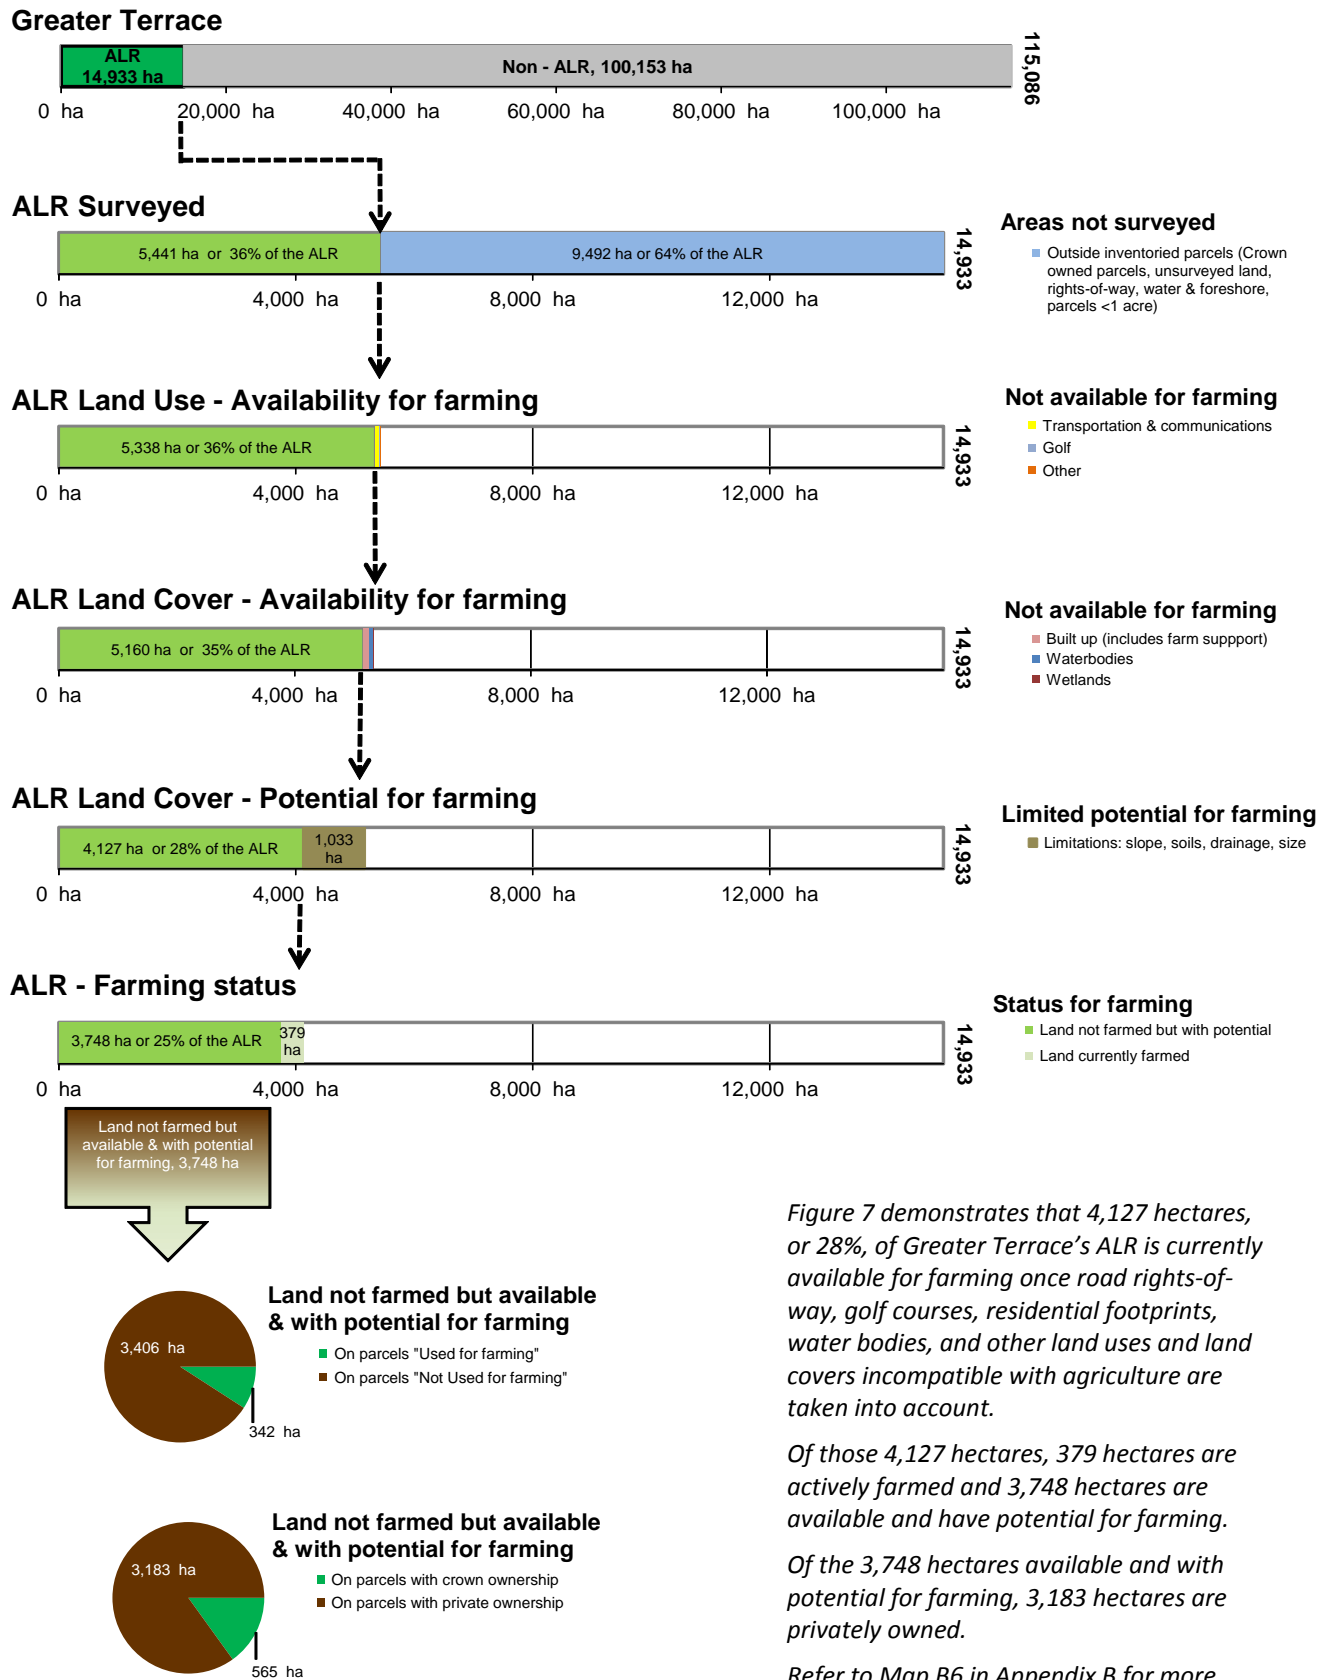 Greater Terrace
ALR
14,933 ha
Non - ALR, 100,153 ha
115,086
0 ha
20,000 ha
40,000 ha
60,000 ha
80,000 ha
100,000 ha
ALR Surveyed
5,441 ha or 36% of the ALR
9,492 ha or 64% of the ALR
14,933
0 ha
4,000 ha
8,000 ha
12,000 ha
Areas not surveyed
Outside inventoried parcels (Crown
owned parcels, unsurveyed land,
rights-of-way, water & foreshore,
parcels <1 acre)
ALR Land Use - Availability for farming
5,338 ha or 36% of the ALR
14,933
0 ha
4,000 ha
8,000 ha
12,000 ha
Not available for farming
Transportation & communications
Golf
Other
ALR Land Cover - Availability for farming
5,160 ha or 35% of the ALR
14,933
0 ha
4,000 ha
8,000 ha
12,000 ha
Not available for farming
Built up (includes farm suppport)
Waterbodies
Wetlands
ALR Land Cover - Potential for farming
4,127 ha or 28% of the ALR
1,033
ha
14,933
0 ha
4,000 ha
8,000 ha
12,000 ha
Limited potential for farming
Limitations: slope, soils, drainage, size
ALR - Farming status
3,748 ha or 25% of the ALR
379
ha
14,933
0 ha
4,000 ha
8,000 ha
12,000 ha
Status for farming
Land not farmed but with potential
Land currently farmed
Land not farmed but
available & with potential
for farming, 3,748 ha
Land not farmed but available
& with potential for farming
On parcels "Used for farming"
On parcels "Not Used for farming"
3,406 ha
342 ha
Land not farmed but available
& with potential for farming
On parcels with crown ownership
On parcels with private ownership
3,183 ha
565 ha
Figure 7 demonstrates that 4,127 hectares,
or 28%, of Greater Terrace's ALR is currently
available for farming once road rights-of-
way, golf courses, residential footprints,
water bodies, and other land uses and land
covers incompatible with agriculture are
taken into account.
Of those 4,127 hectares, 379 hectares are
actively farmed and 3,748 hectares are
available and have potential for farming.
Of the 3,748 hectares available and with
potential for farming, 3,183 hectares are
privately owned.
Refer to Map B6 in Appendix B for more